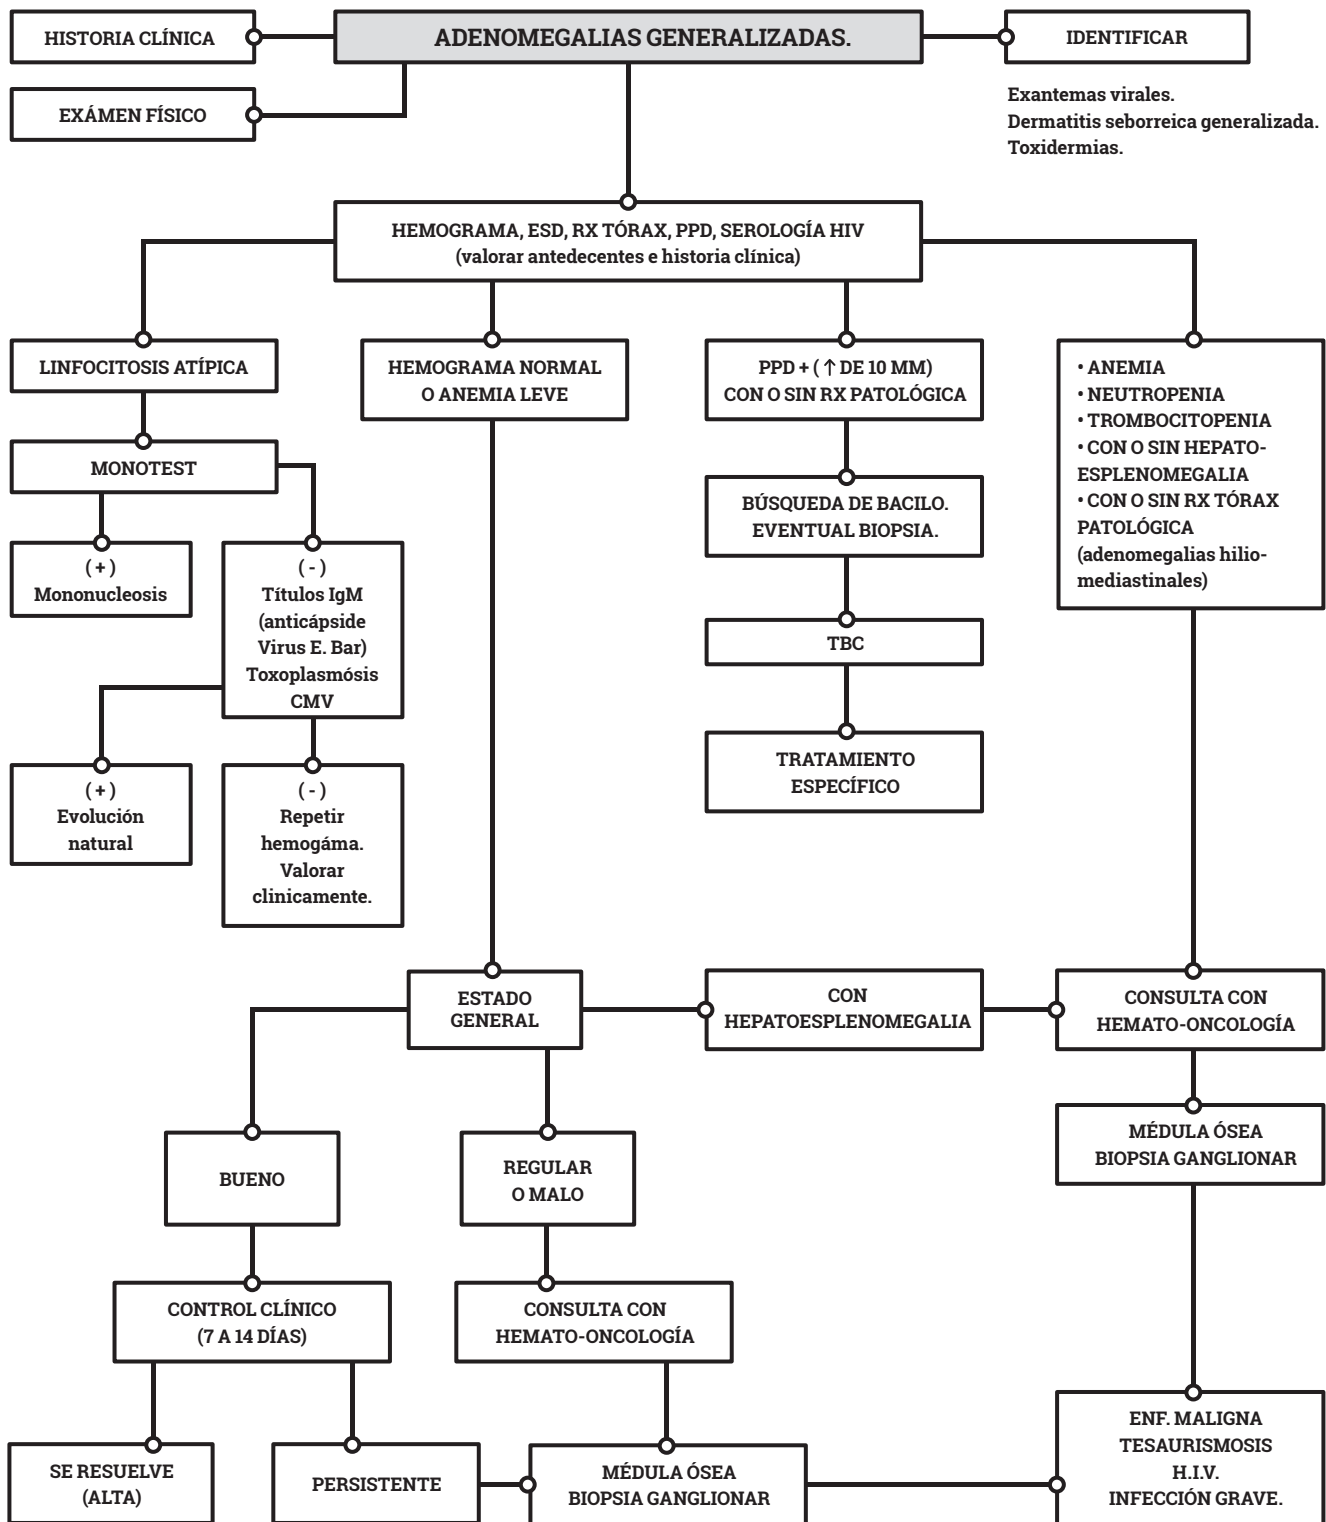 HISTORIA CLÍNICA
ADENOMEGALIAS GENERALIZADAS.
IDENTIFICAR
EXÁMEN FÍSICO
Exantemas virales.
Dermatitis seborreica generalizada.
Toxidermias.
HEMOGRAMA, ESD, RX TÓRAX, PPD, SEROLOGÍA HIV
(valorar antedecentes e historia clínica)
LINFOCITOSIS ATÍPICA
HEMOGRAMA NORMAL
O ANEMIA LEVE
PPD + ( ↑ DE 10 MM)
CON O SIN RX PATOLÓGICA
• ANEMIA
• NEUTROPENIA
• TROMBOCITOPENIA
• CON O SIN HEPATO-
ESPLENOMEGALIA
• CON O SIN RX TÓRAX
PATOLÓGICA
(adenomegalias hilio-
mediastinales)
MONOTEST
BÚSQUEDA DE BACILO.
EVENTUAL BIOPSIA.
( + )
Mononucleosis
( - )
Títulos IgM
(anticápside
Virus E. Bar)
Toxoplasmósis
CMV
TBC
TRATAMIENTO
ESPECÍFICO
( + )
Evolución
natural
( - )
Repetir
hemogáma.
Valorar
clinicamente.
ESTADO
GENERAL
CON
HEPATOESPLENOMEGALIA
CONSULTA CON
HEMATO-ONCOLOGÍA
MÉDULA ÓSEA
BIOPSIA GANGLIONAR
BUENO
REGULAR
O MALO
CONTROL CLÍNICO
(7 A 14 DÍAS)
CONSULTA CON
HEMATO-ONCOLOGÍA
SE RESUELVE
(ALTA)
PERSISTENTE
MÉDULA ÓSEA
BIOPSIA GANGLIONAR
ENF. MALIGNA
TESAURISMOSIS
H.I.V.
INFECCIÓN GRAVE.